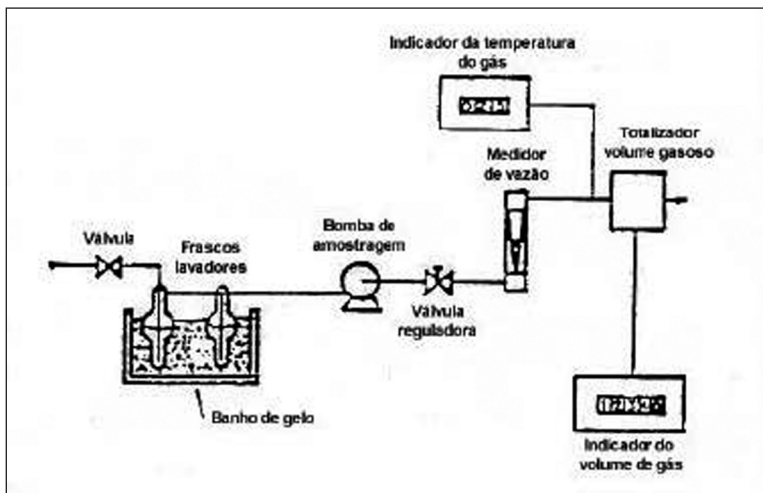 Indicador da temperatura
do gás
Totalizador
volume gasoso
Medidor
de vazão
Bomba de
amostragem
Válvula
Frascos
lavadores
Válvula
reguladora
Banho de gelo
Indicador do
volume de gás